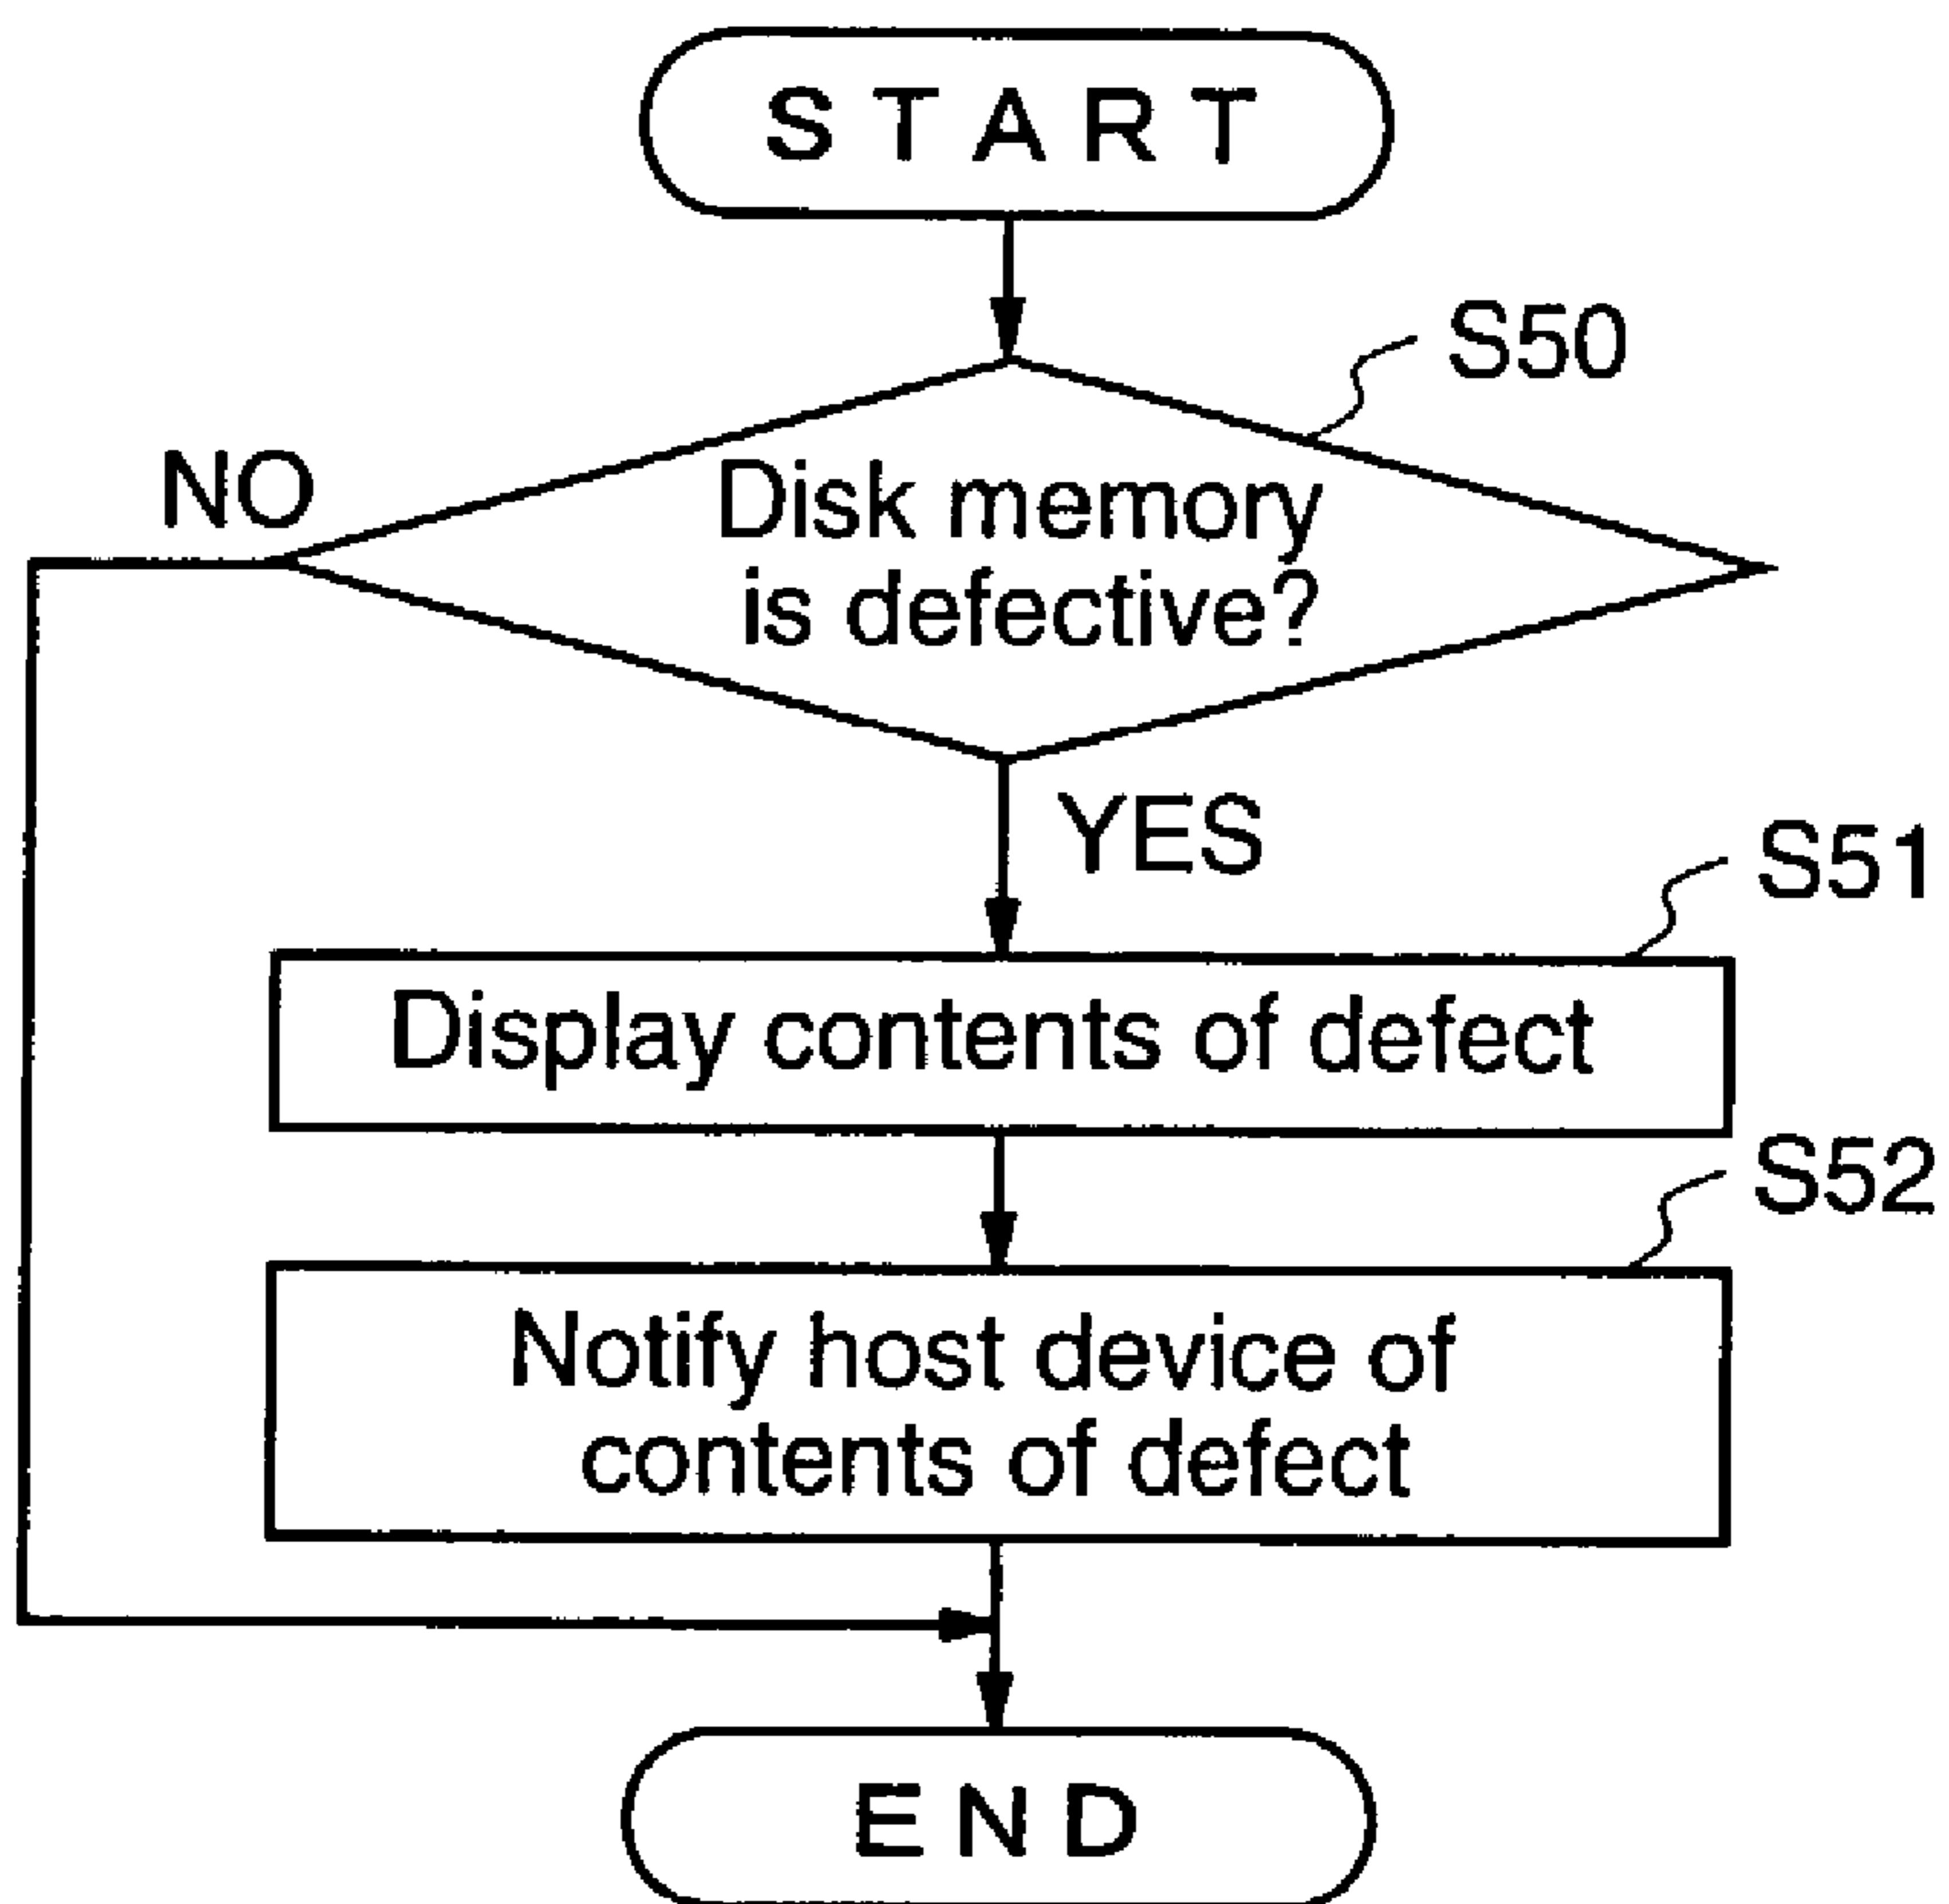 START
S50
NO
Disk memory
is defective?
YES
S51
Display contents of defect
S52
Notify host device of
contents of defect
END